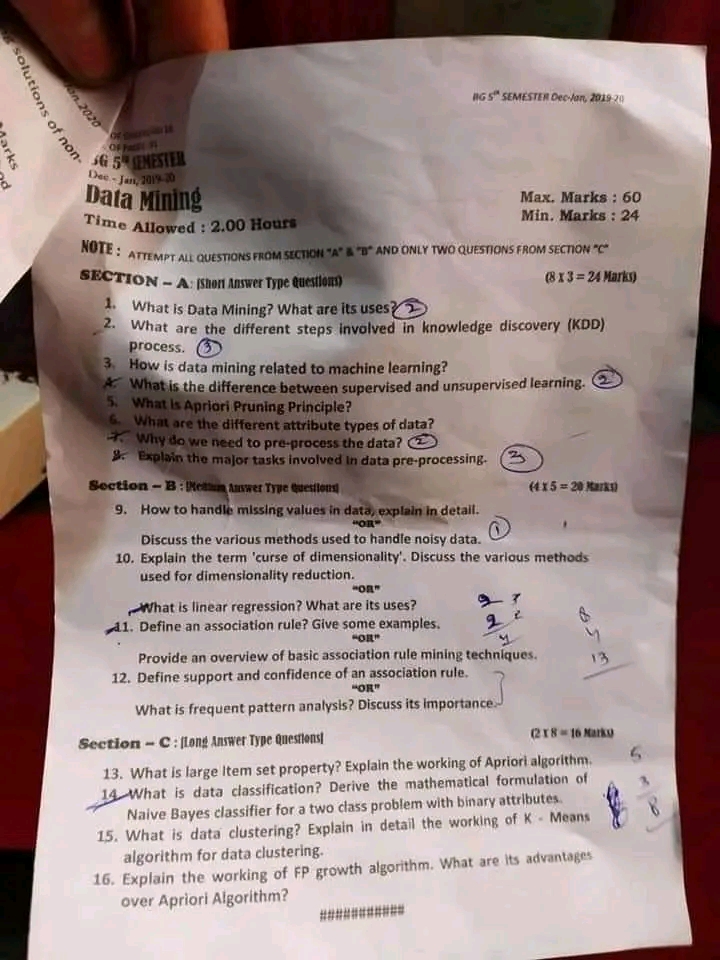 solutions of non-
Marks
Jan.2020
BG 5th SEMESTER Dec-Jan, 2019-20
BG 5th SEMESTER
Dec - Jan, 2019-20
Data Mining
Max. Marks : 60
Time Allowed : 2.00 Hours
Min. Marks : 24
NOTE : ATTEMPT ALL QUESTIONS FROM SECTION "A" & "B" AND ONLY TWO QUESTIONS FROM SECTION "C"
SECTION – A: [Short Answer Type Questions) (8 x 3 = 24 Marks)
1. What is Data Mining? What are its uses? 2
2. What are the different steps involved in knowledge discovery (KDD)
process. 3
3. How is data mining related to machine learning?
4. What is the difference between supervised and unsupervised learning. 2
5. What is Apriori Pruning Principle?
6. What are the different attribute types of data?
7. Why do we need to pre-process the data? 2
8. Explain the major tasks involved in data pre-processing. 3
Section – B : [Medium Answer Type Questions] (4 x 5 = 20 Marks)
9. How to handle missing values in data, explain in detail.
"OR"
Discuss the various methods used to handle noisy data. 1
10. Explain the term 'curse of dimensionality'. Discuss the various methods
used for dimensionality reduction.
"OR"
What is linear regression? What are its uses?
11. Define an association rule? Give some examples.
"OR"
Provide an overview of basic association rule mining techniques. 13
12. Define support and confidence of an association rule.
"OR"
What is frequent pattern analysis? Discuss its importance.
Section – C : [Long Answer Type Questions] (2 x 8 = 16 Marks)
13. What is large Item set property? Explain the working of Apriori algorithm. 5
14. What is data classification? Derive the mathematical formulation of 3
Naive Bayes classifier for a two class problem with binary attributes. 8
15. What is data clustering? Explain in detail the working of K - Means
algorithm for data clustering.
16. Explain the working of FP growth algorithm. What are its advantages
over Apriori Algorithm?
###########